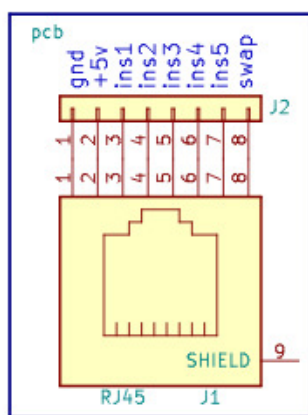 pcb
gnd +5v ins1 ins2 ins3 ins4 ins5 swap
J2
1 2 3 4 5 6 7 8
1 2 3 4 5 6 7 8
SHIELD 9
RJ45 J1